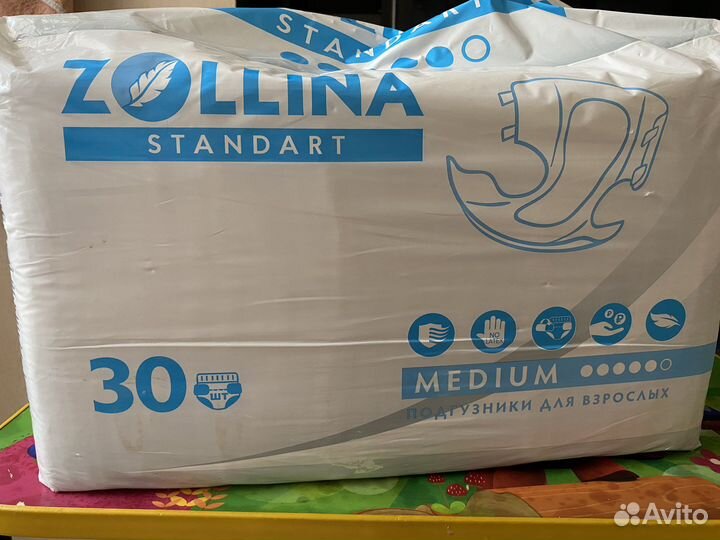 STANDART
ZOLLINA
STANDART
NO LATEX
₽ ₽
30 ШТ
MEDIUM
ПОДГУЗНИКИ ДЛЯ ВЗРОСЛЫХ
Avito